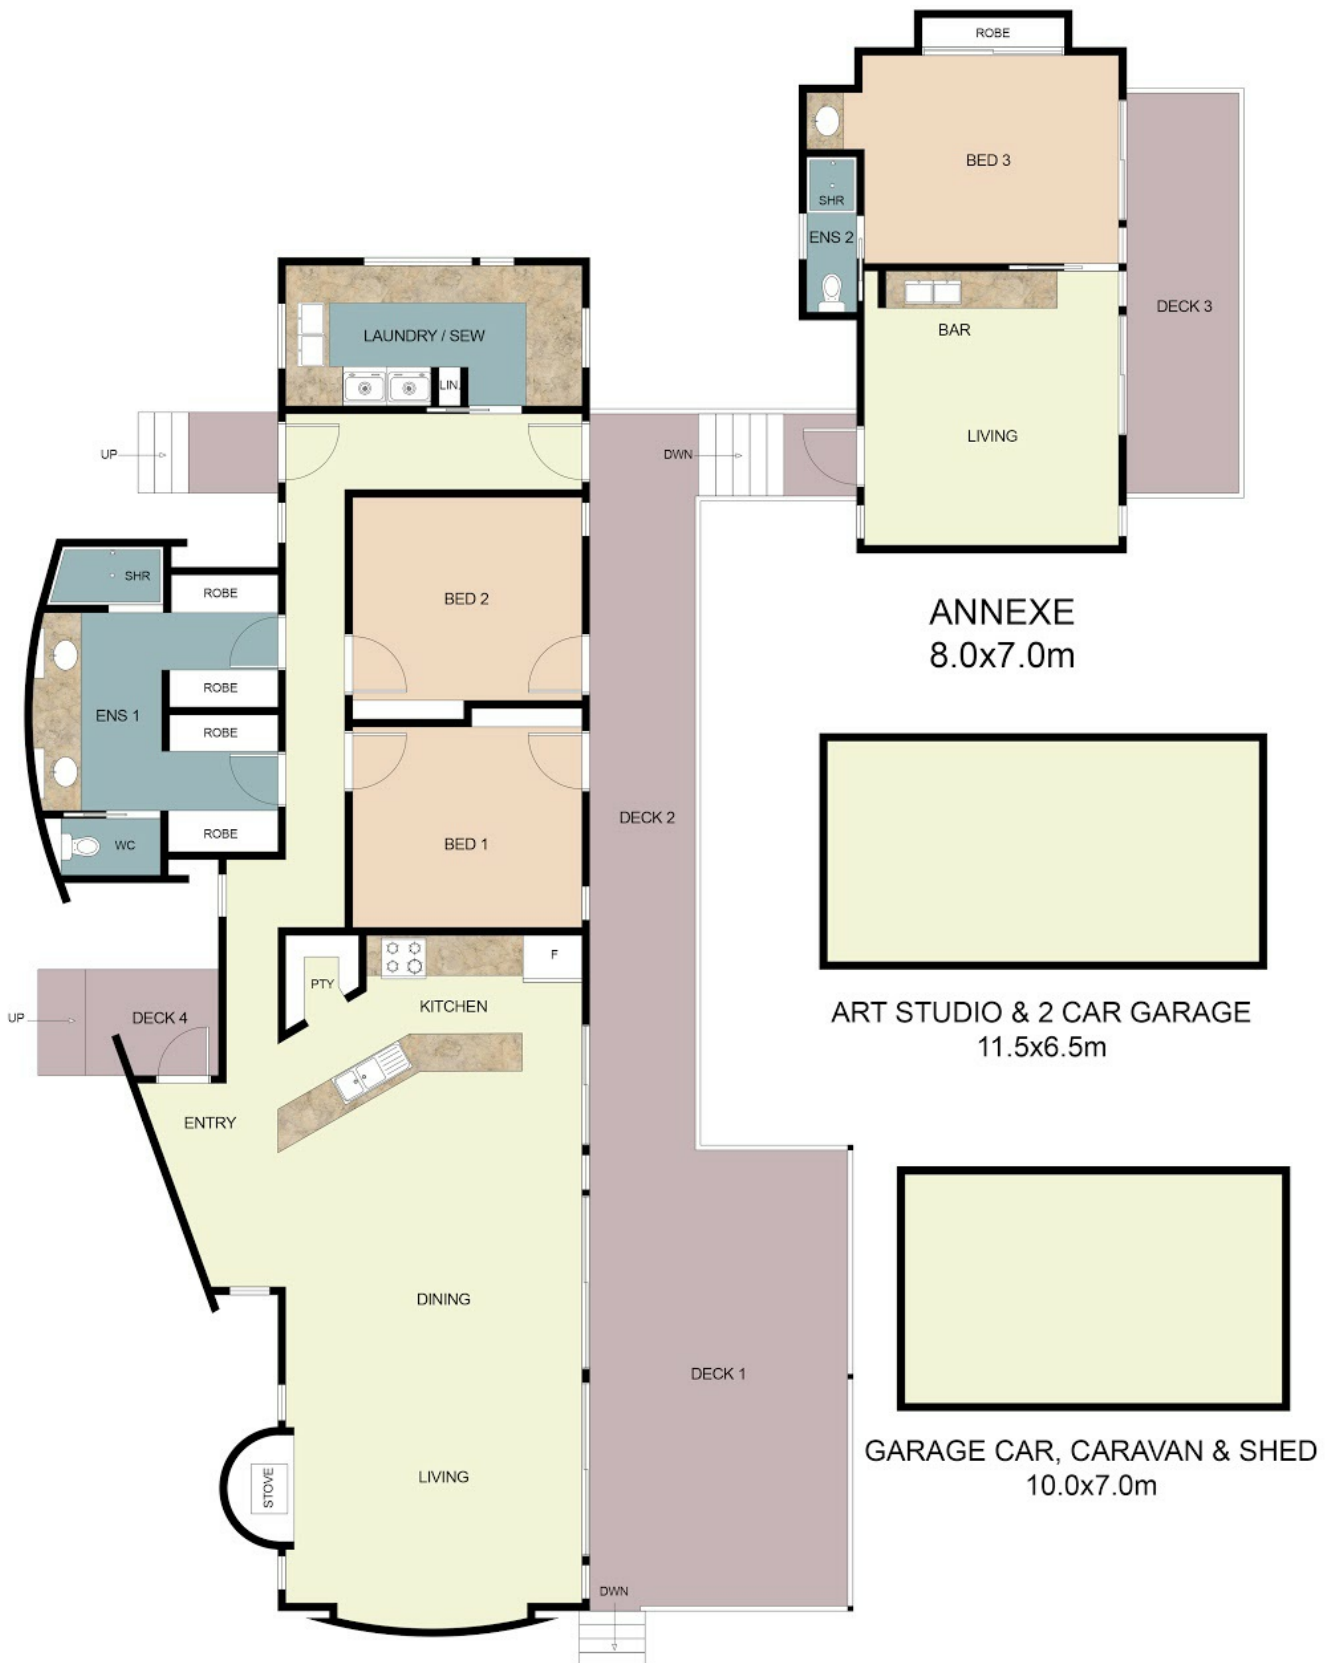 ROBE
BED 3
SHR
ENS 2
DECK 3
BAR
LIVING
LAUNDRY / SEW
LIN.
UP
DWN
SHR
ROBE
BED 2
ANNEXE
8.0x7.0m
ROBE
ENS 1
ROBE
DECK 2
ROBE
WC
BED 1
F
PTY
KITCHEN
UP
DECK 4
ART STUDIO & 2 CAR GARAGE
11.5x6.5m
ENTRY
DINING
DECK 1
GARAGE CAR, CARAVAN & SHED
10.0x7.0m
LIVING
STOVE
DWN